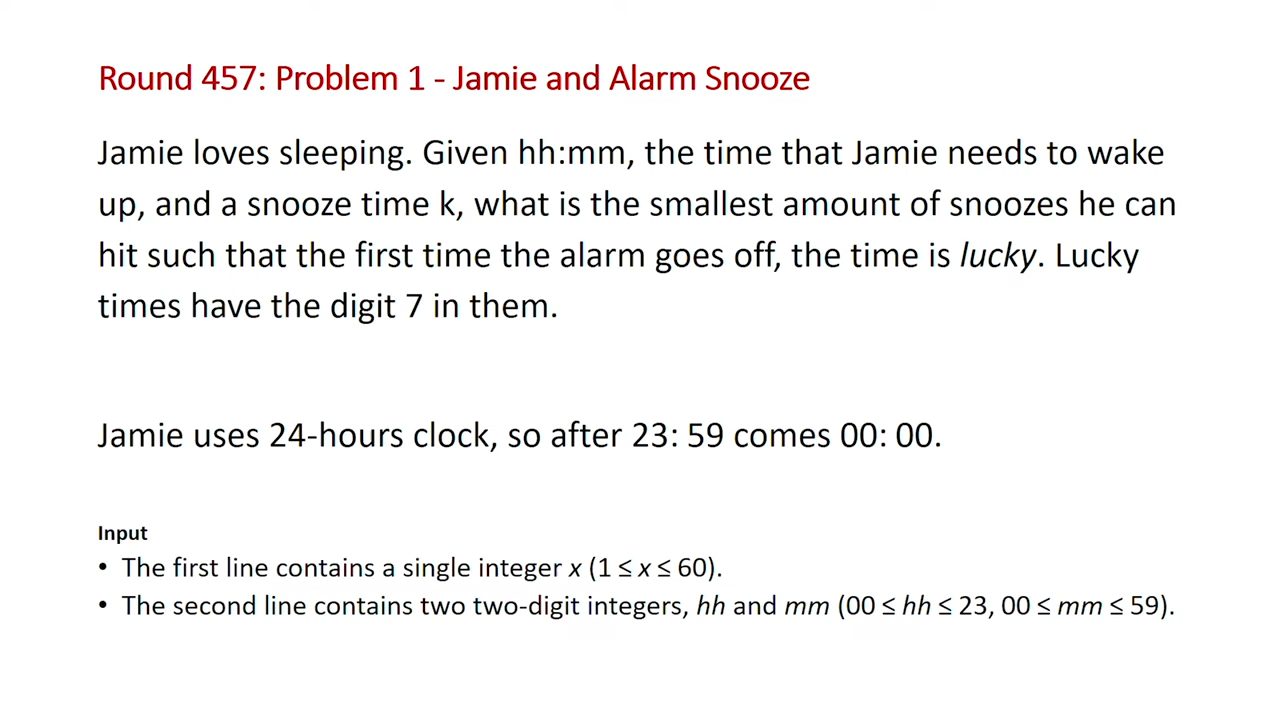 Round 457: Problem 1 - Jamie and Alarm Snooze
Jamie loves sleeping. Given hh:mm, the time that Jamie needs to wake
up, and a snooze time k, what is the smallest amount of snoozes he can
hit such that the first time the alarm goes off, the time is lucky. Lucky
times have the digit 7 in them.
Jamie uses 24-hours clock, so after 23: 59 comes 00: 00.
Input
• The first line contains a single integer x (1 ≤ x ≤ 60).
• The second line contains two two-digit integers, hh and mm (00 ≤ hh ≤ 23, 00 ≤ mm ≤ 59).